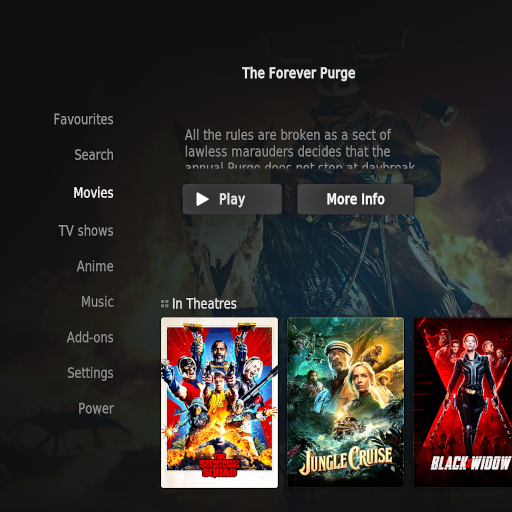 The Forever Purge
Favourites
Search
Movies
TV shows
Anime
Music
Add-ons
Settings
Power
All the rules are broken as a sect of
lawless marauders decides that the
annual Purge does not stop at daybreak
Play
More Info
In Theatres
THE
SUICIDE
SQUAD
JUNGLE CRUISE
BLACK WIDOW